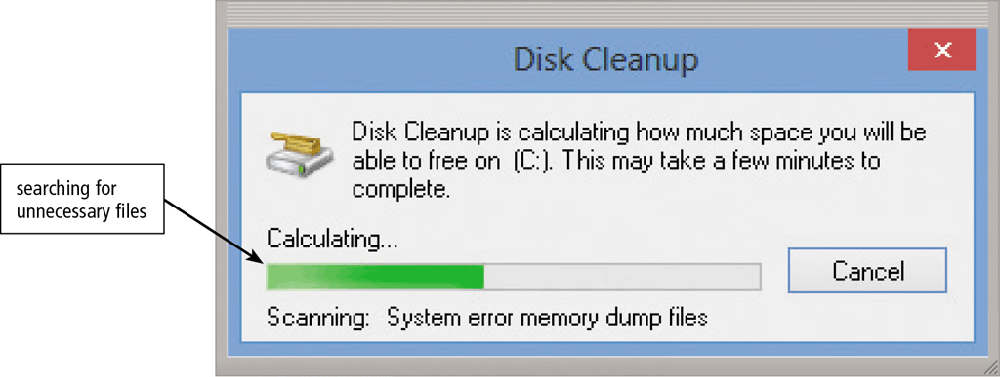 Disk Cleanup
Disk Cleanup is calculating how much space you will be
able to free on  (C:). This may take a few minutes to
complete.
searching for
unnecessary files
Calculating...
Cancel
Scanning:   System error memory dump files